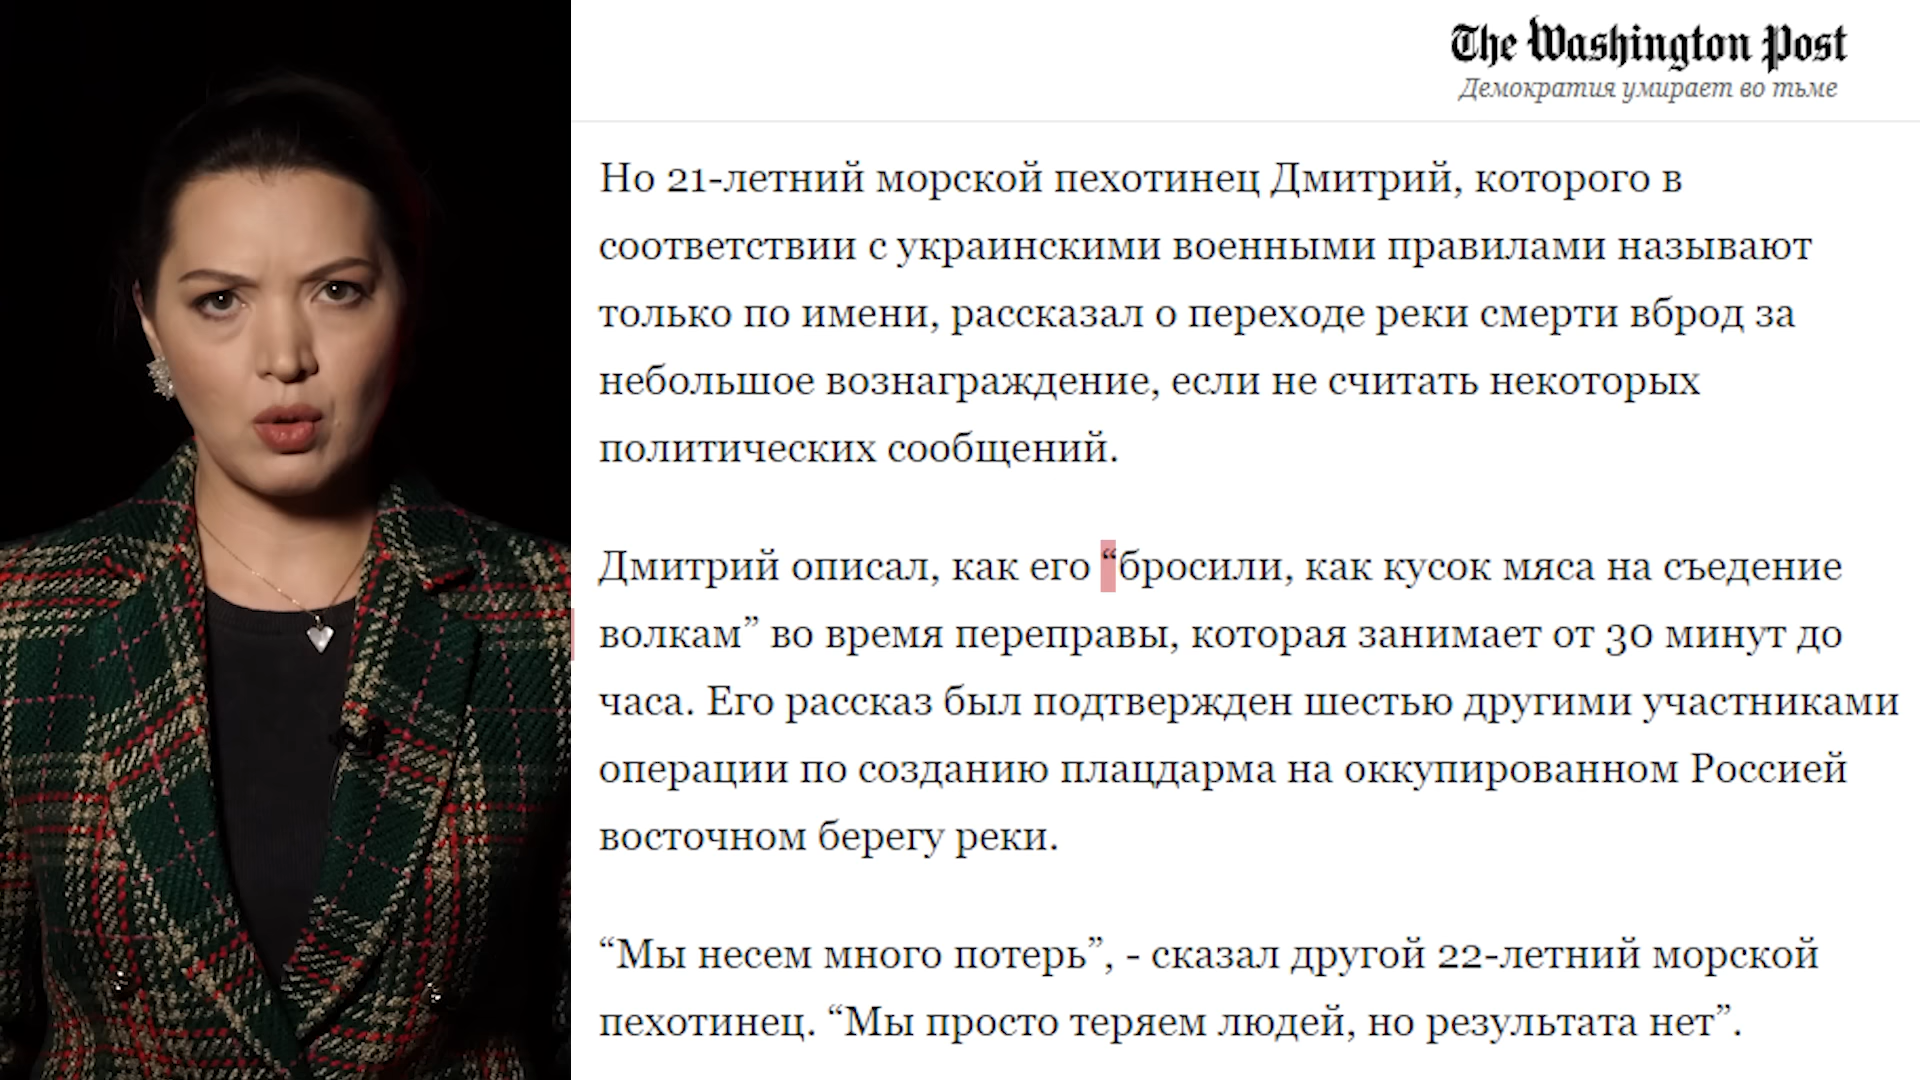 The Washington Post
Демократия умирает во тьме
Но 21-летний морской пехотинец Дмитрий, которого в
соответствии с украинскими военными правилами называют
только по имени, рассказал о переходе реки смерти вброд за
небольшое вознаграждение, если не считать некоторых
политических сообщений.
Дмитрий описал, как его “бросили, как кусок мяса на съедение
волкам” во время переправы, которая занимает от 30 минут до
часа. Его рассказ был подтвержден шестью другими участниками
операции по созданию плацдарма на оккупированном Россией
восточном берегу реки.
“Мы несем много потерь”, - сказал другой 22-летний морской
пехотинец. “Мы просто теряем людей, но результата нет”.